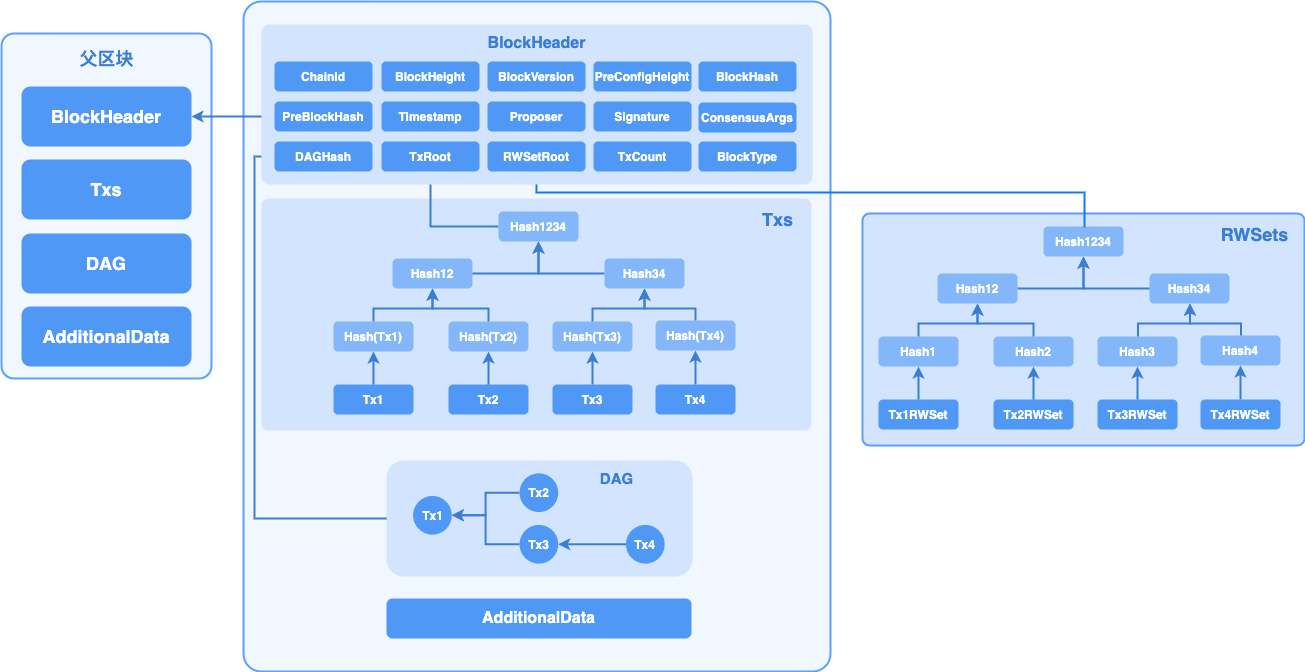 父区块
BlockHeader
Txs
DAG
AdditionalData
BlockHeader
ChainId BlockHeight BlockVersion PreConfigHeight BlockHash
PreBlockHash Timestamp Proposer Signature ConsensusArgs
DAGHash TxRoot RWSetRoot TxCount BlockType
Txs
Hash1234
Hash12 Hash34
Hash(Tx1) Hash(Tx2) Hash(Tx3) Hash(Tx4)
Tx1 Tx2 Tx3 Tx4
DAG
Tx2
Tx1
Tx3 Tx4
AdditionalData
RWSets
Hash1234
Hash12 Hash34
Hash1 Hash2 Hash3 Hash4
Tx1RWSet Tx2RWSet Tx3RWSet Tx4RWSet